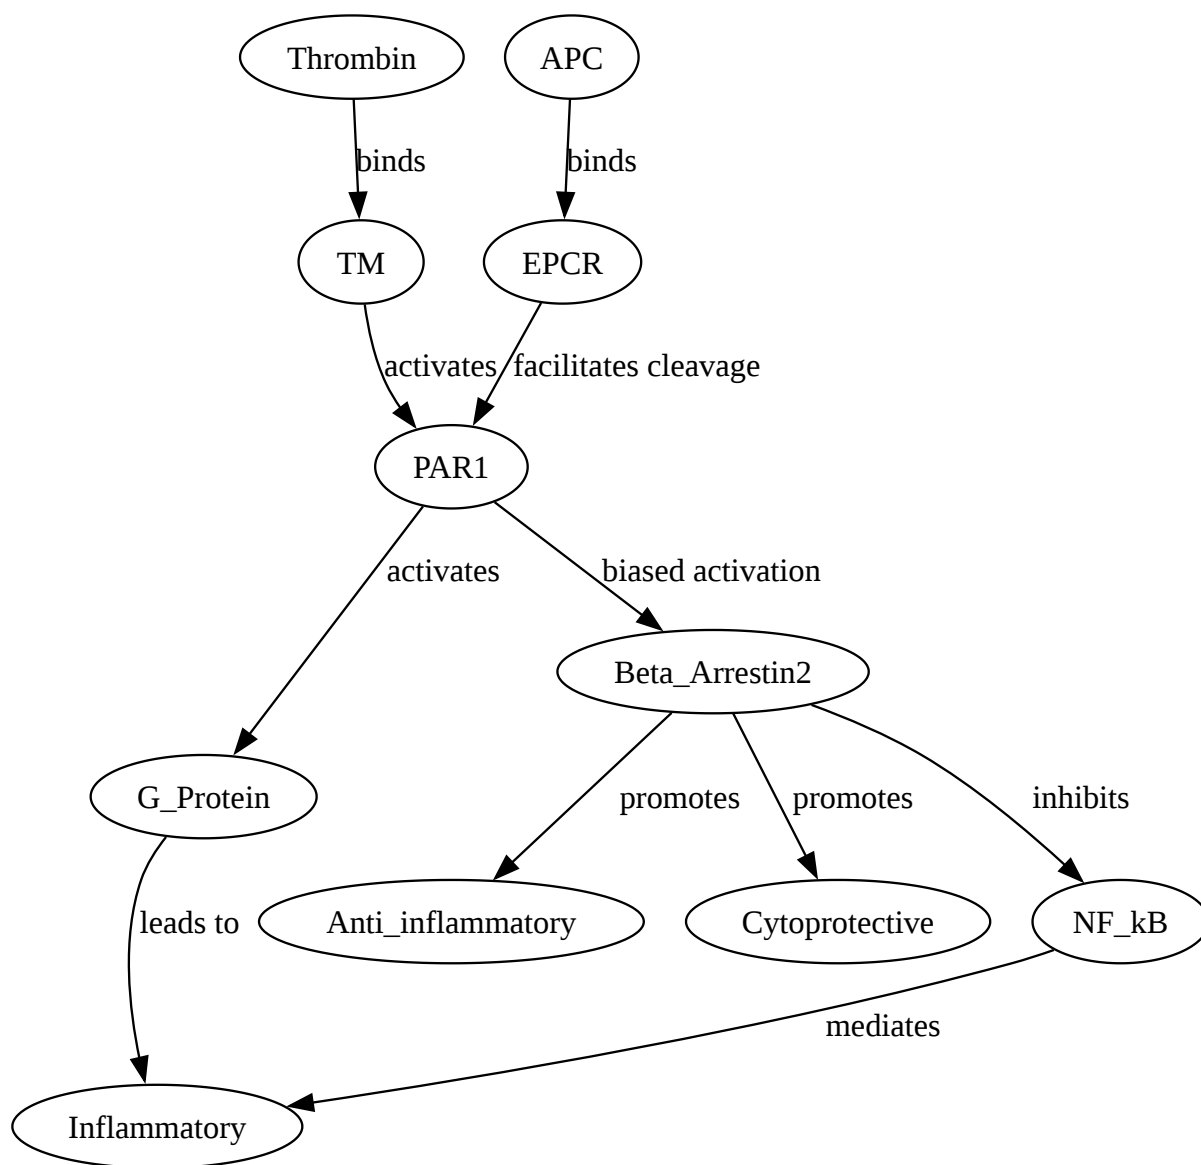 Thrombin
APC
binds
binds
TM
EPCR
activates
facilitates cleavage
PAR1
activates
biased activation
Beta_Arrestin2
G_Protein
promotes
promotes
inhibits
leads to
Anti_inflammatory
Cytoprotective
NF_kB
mediates
Inflammatory